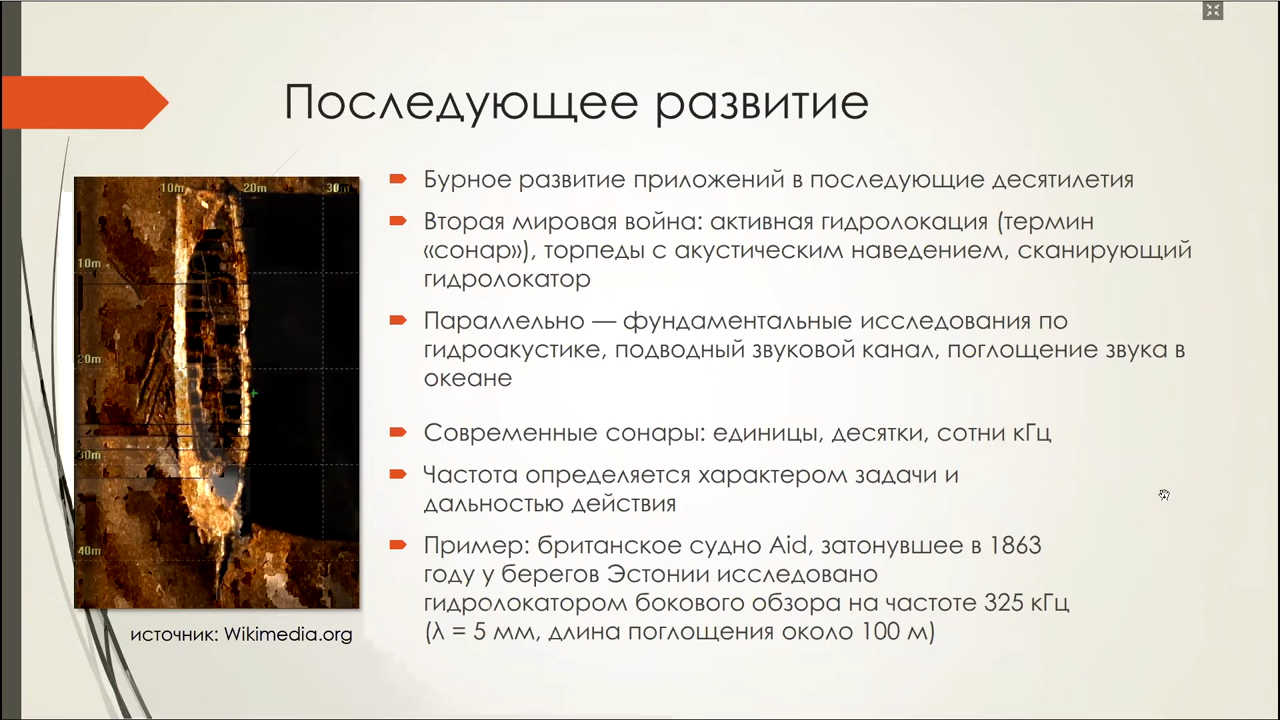 Последующее развитие
10m 20m 30m
10m
20m
30m
40m
источник: Wikimedia.org
Бурное развитие приложений в последующие десятилетия
Вторая мировая война: активная гидролокация (термин
«сонар»), торпеды с акустическим наведением, сканирующий
гидролокатор
Параллельно — фундаментальные исследования по
гидроакустике, подводный звуковой канал, поглощение звука в
океане
Современные сонары: единицы, десятки, сотни кГц
Частота определяется характером задачи и
дальностью действия
Пример: британское судно Aid, затонувшее в 1863
году у берегов Эстонии исследовано
гидролокатором бокового обзора на частоте 325 кГц
(λ = 5 мм, длина поглощения около 100 м)